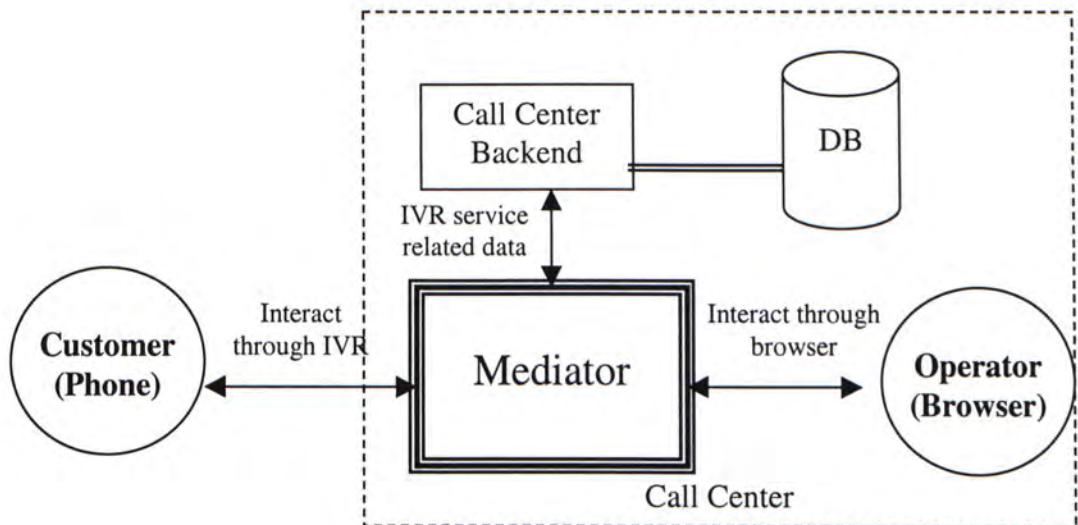 Call Center
Backend
DB
IVR service
related data
Customer
(Phone)
Interact
through IVR
Mediator
Interact through
browser
Operator
(Browser)
Call Center